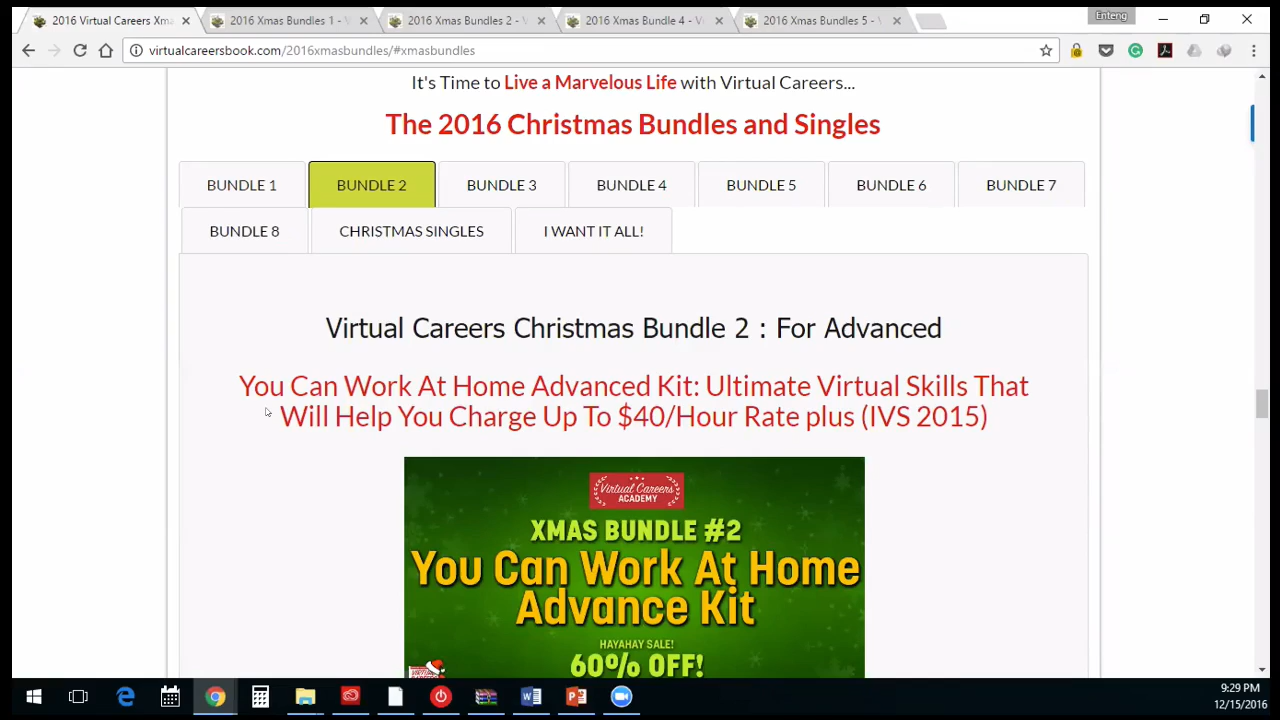 2016 Virtual Careers Xma
2016 Xmas Bundles 1 - V
2016 Xmas Bundles 2 - V
2016 Xmas Bundle 4 - Vi
2016 Xmas Bundles 5 - V
Enteng
virtualcareersbook.com/2016xmasbundles/#xmasbundles
It's Time to Live a Marvelous Life with Virtual Careers...
The 2016 Christmas Bundles and Singles
BUNDLE 1 BUNDLE 2 BUNDLE 3 BUNDLE 4 BUNDLE 5 BUNDLE 6 BUNDLE 7
BUNDLE 8 CHRISTMAS SINGLES I WANT IT ALL!
Virtual Careers Christmas Bundle 2 : For Advanced
You Can Work At Home Advanced Kit: Ultimate Virtual Skills That
Will Help You Charge Up To $40/Hour Rate plus (IVS 2015)
Virtual Careers
ACADEMY
XMAS BUNDLE #2
You Can Work At Home
Advance Kit
HAYAHAY SALE!
60% OFF!
9:29 PM
12/15/2016